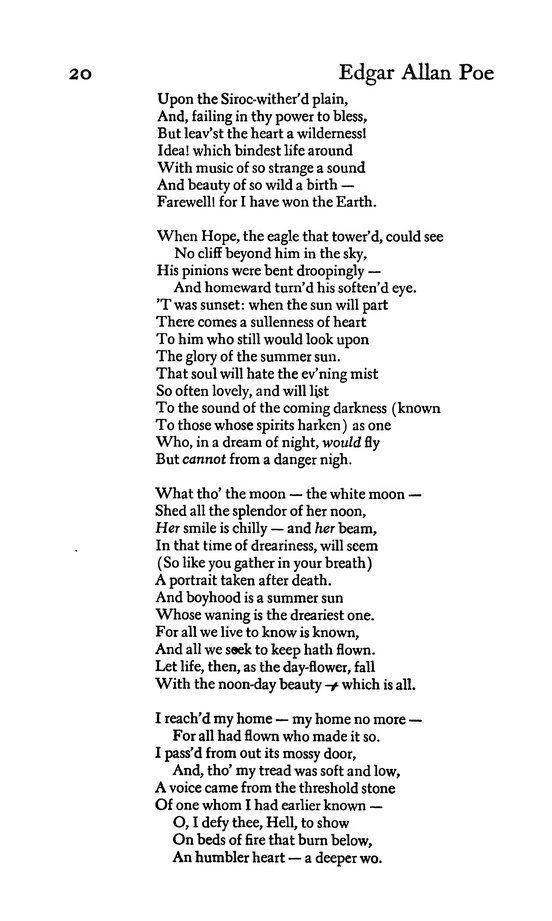 20
Edgar Allan Poe
Upon the Siroc-wither'd plain,
And, failing in thy power to bless,
But leav'st the heart a wilderness!
Idea! which bindest life around
With music of so strange a sound
And beauty of so wild a birth —
Farewell! for I have won the Earth.
When Hope, the eagle that tower'd, could see
No cliff beyond him in the sky,
His pinions were bent droopingly —
And homeward turn'd his soften'd eye.
'T was sunset: when the sun will part
There comes a sullenness of heart
To him who still would look upon
The glory of the summer sun.
That soul will hate the ev'ning mist
So often lovely, and will list
To the sound of the coming darkness (known
To those whose spirits harken) as one
Who, in a dream of night, would fly
But cannot from a danger nigh.
What tho' the moon — the white moon —
Shed all the splendor of her noon,
Her smile is chilly — and her beam,
In that time of dreariness, will seem
(So like you gather in your breath)
A portrait taken after death.
And boyhood is a summer sun
Whose waning is the dreariest one.
For all we live to know is known,
And all we seek to keep hath flown.
Let life, then, as the day-flower, fall
With the noon-day beauty — which is all.
I reach'd my home — my home no more —
For all had flown who made it so.
I pass'd from out its mossy door,
And, tho' my tread was soft and low,
A voice came from the threshold stone
Of one whom I had earlier known —
O, I defy thee, Hell, to show
On beds of fire that burn below,
An humbler heart — a deeper wo.